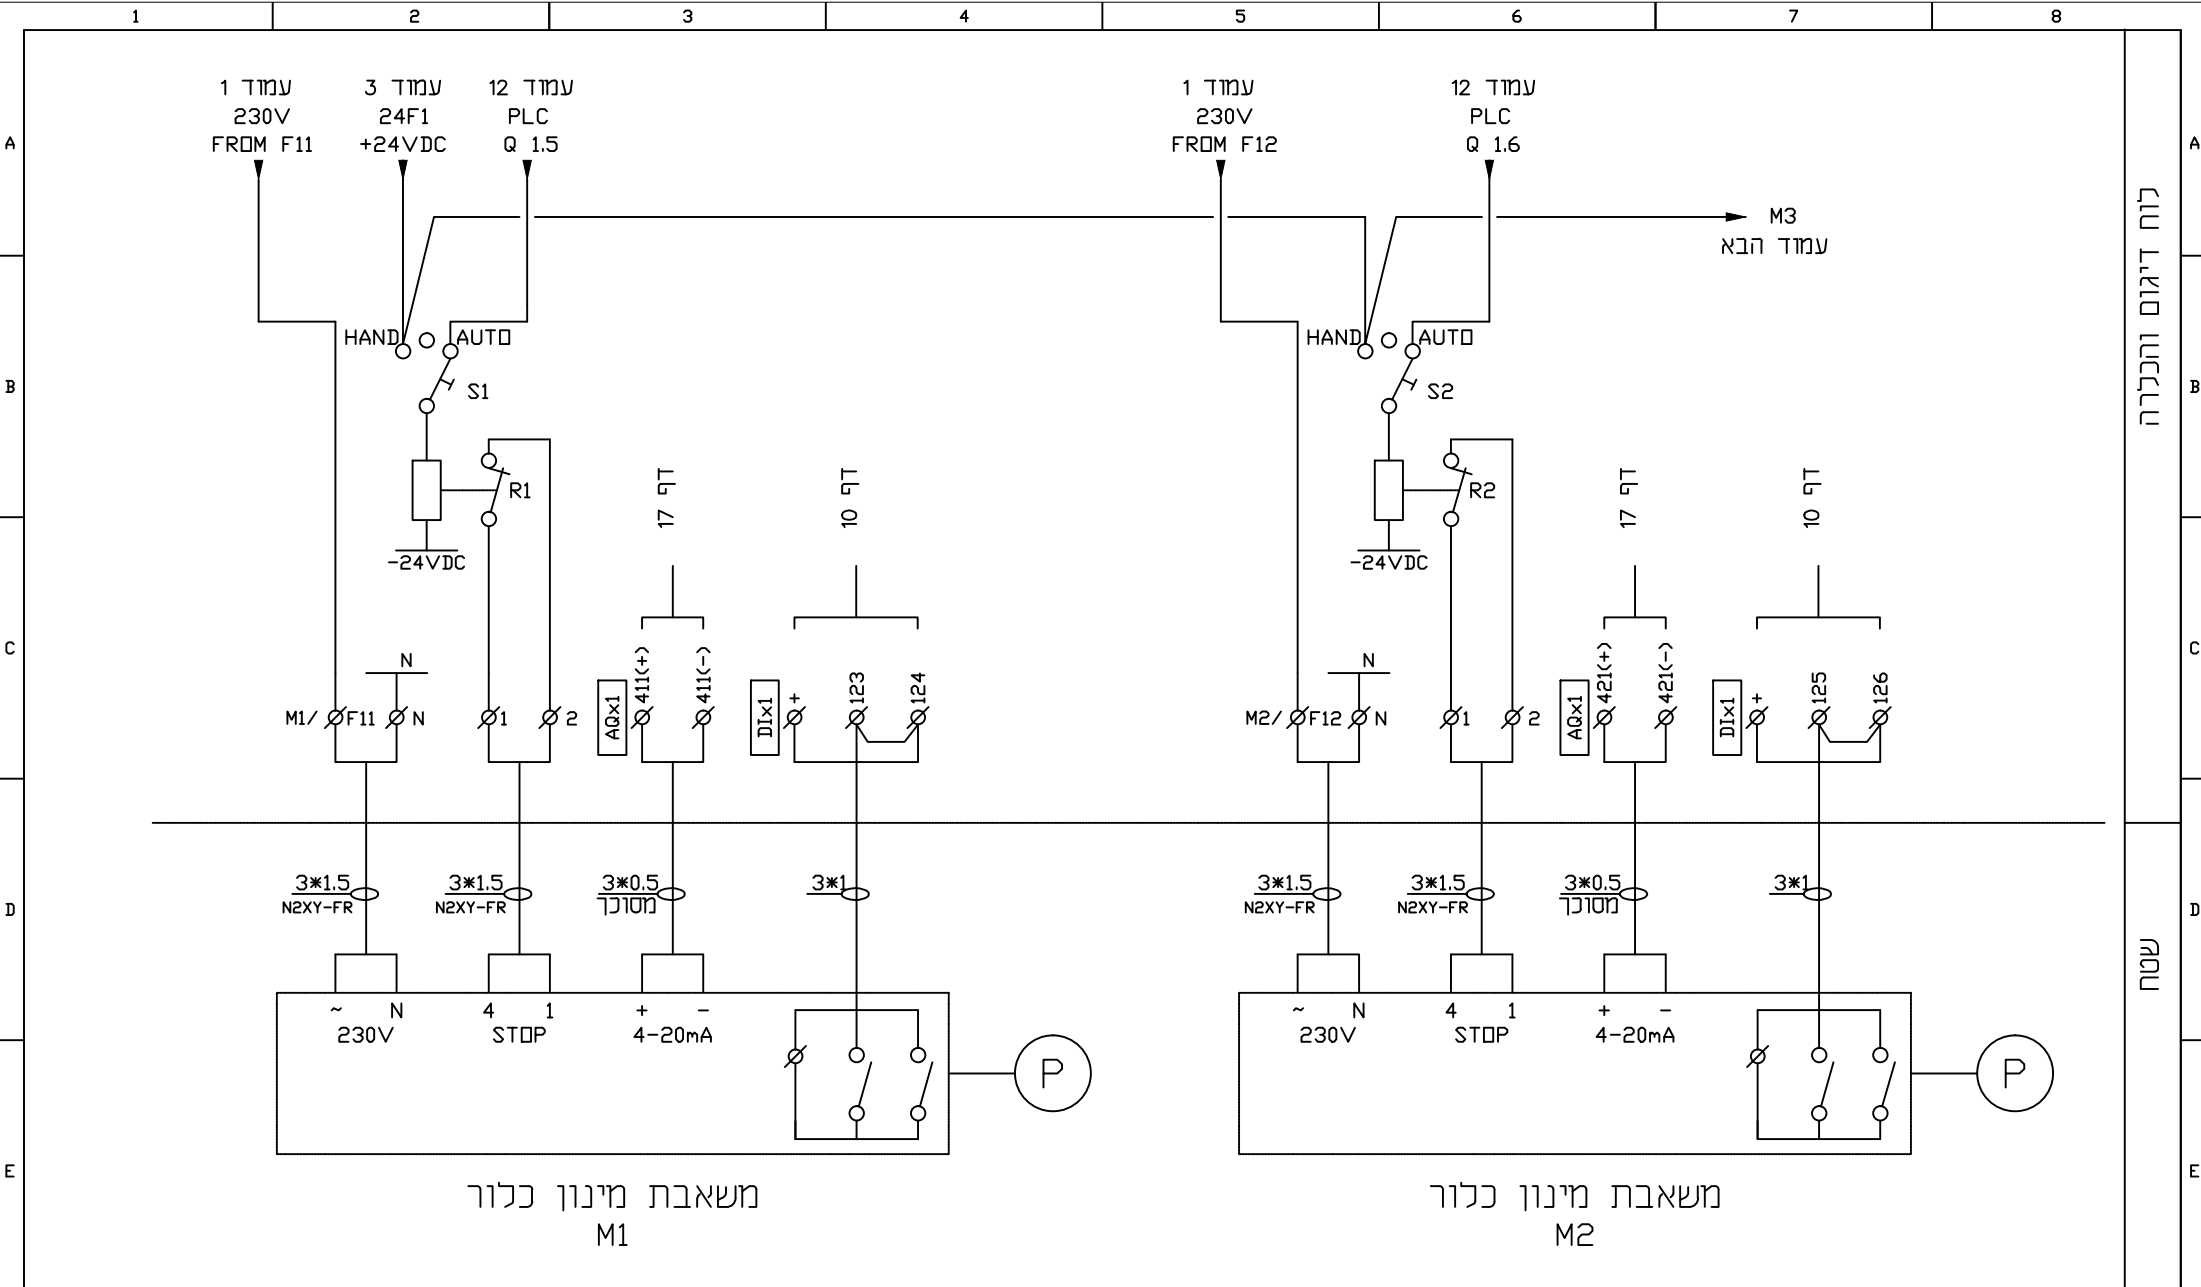 1 2 3 4 5 6 7 8
A A
B B
C C
D D
E E
עמוד 1
230V
FROM F11
עמוד 3
24F1
+24VDC
עמוד 12
PLC
Q 1.5
עמוד 1
230V
FROM F12
עמוד 12
PLC
Q 1.6
M3
עמוד הבא
HAND
AUTO
S1
R1
-24VDC
דף 17
דף 10
HAND
AUTO
S2
R2
-24VDC
דף 17
דף 10
N
M1/ F11 N 1 2
AQx1
411(+)
411(-)
DIx1
+
123
124
N
M2/ F12 N 1 2
AQx1
421(+)
421(-)
DIx1
+
125
126
3*1.5
N2XY-FR
3*1.5
N2XY-FR
3*0.5
מסוכך
3*1
3*1.5
N2XY-FR
3*1.5
N2XY-FR
3*0.5
מסוכך
3*1
~ N
230V
4 1
STOP
+ -
4-20mA
P
~ N
230V
4 1
STOP
+ -
4-20mA
P
משאבת מינון כלור
M1
משאבת מינון כלור
M2
לוח דיגום והכלרה
שטח